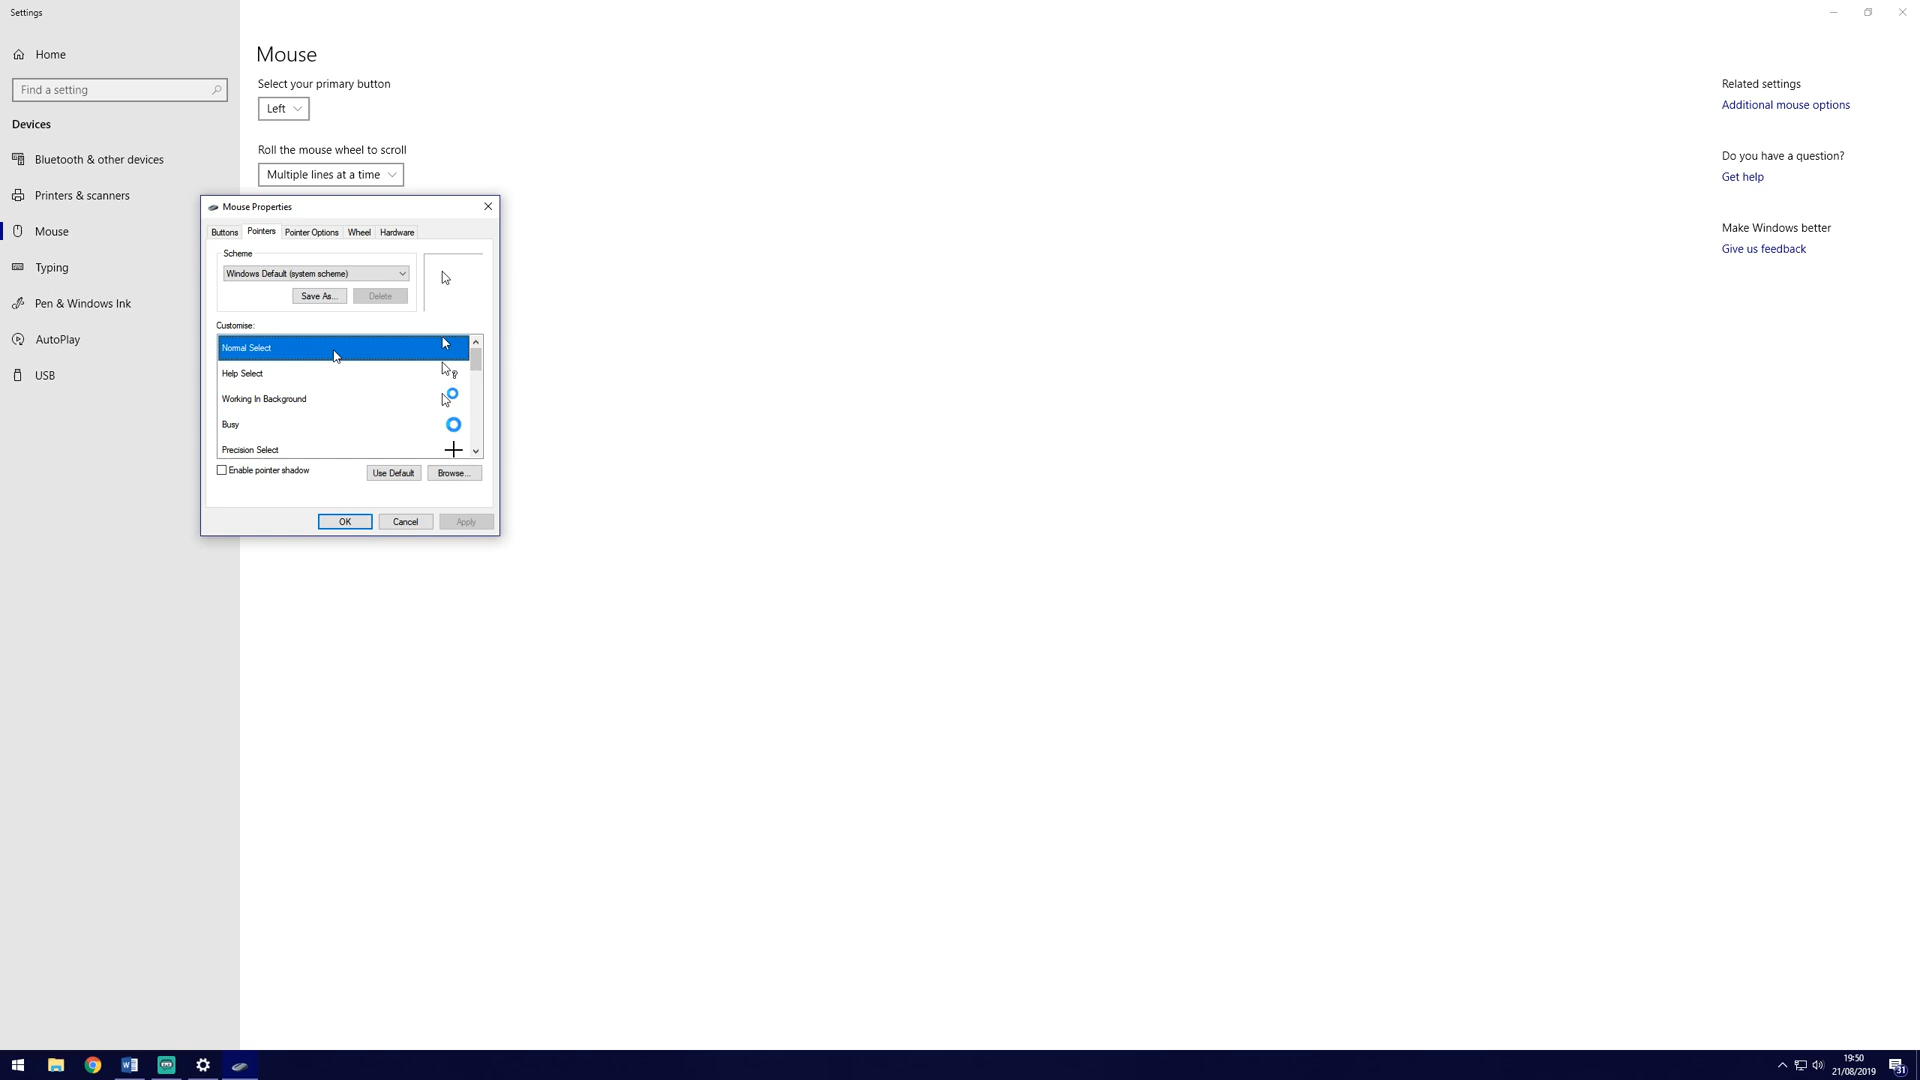 Settings
Home
Find a setting
Devices
Bluetooth & other devices
Printers & scanners
Mouse
Typing
Pen & Windows Ink
AutoPlay
USB
Mouse
Select your primary button
Left
Roll the mouse wheel to scroll
Multiple lines at a time
Mouse Properties
Buttons Pointers Pointer Options Wheel Hardware
Scheme
Windows Default (system scheme)
Save As... Delete
Customise:
Normal Select
Help Select
Working In Background
Busy
Precision Select
Enable pointer shadow
Use Default Browse...
OK Cancel Apply
Related settings
Additional mouse options
Do you have a question?
Get help
Make Windows better
Give us feedback
19:50
21/08/2019
31